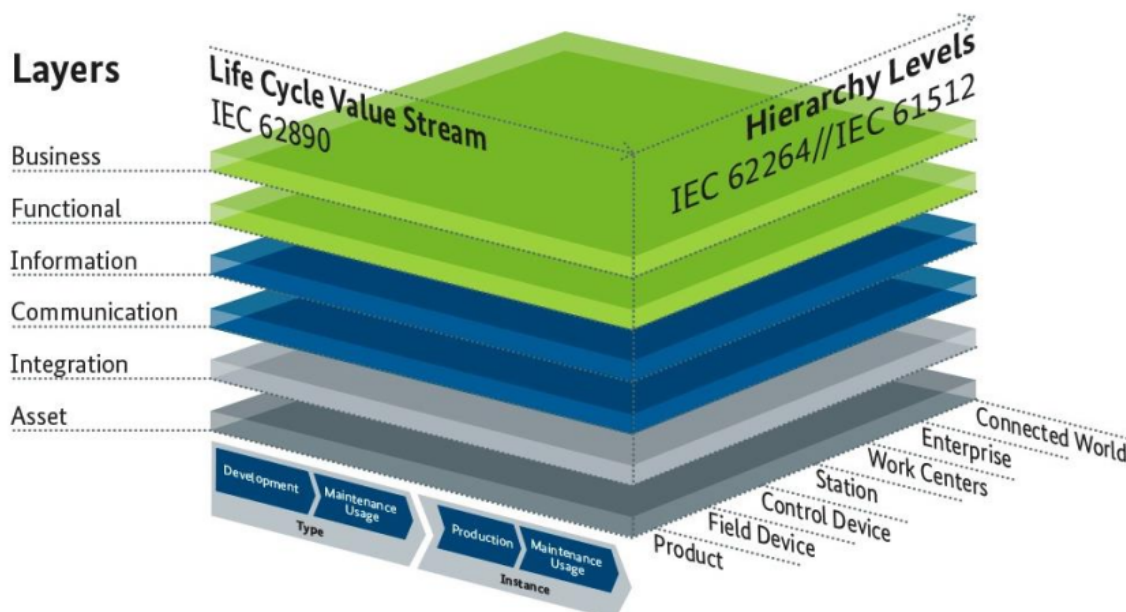 Layers
Life Cycle Value Stream
IEC 62890
Hierarchy Levels
IEC 62264//IEC 61512
Business
Functional
Information
Communication
Integration
Asset
Development
Maintenance
Usage
Type
Production
Maintenance
Usage
Instance
Connected World
Enterprise
Work Centers
Station
Control Device
Field Device
Product